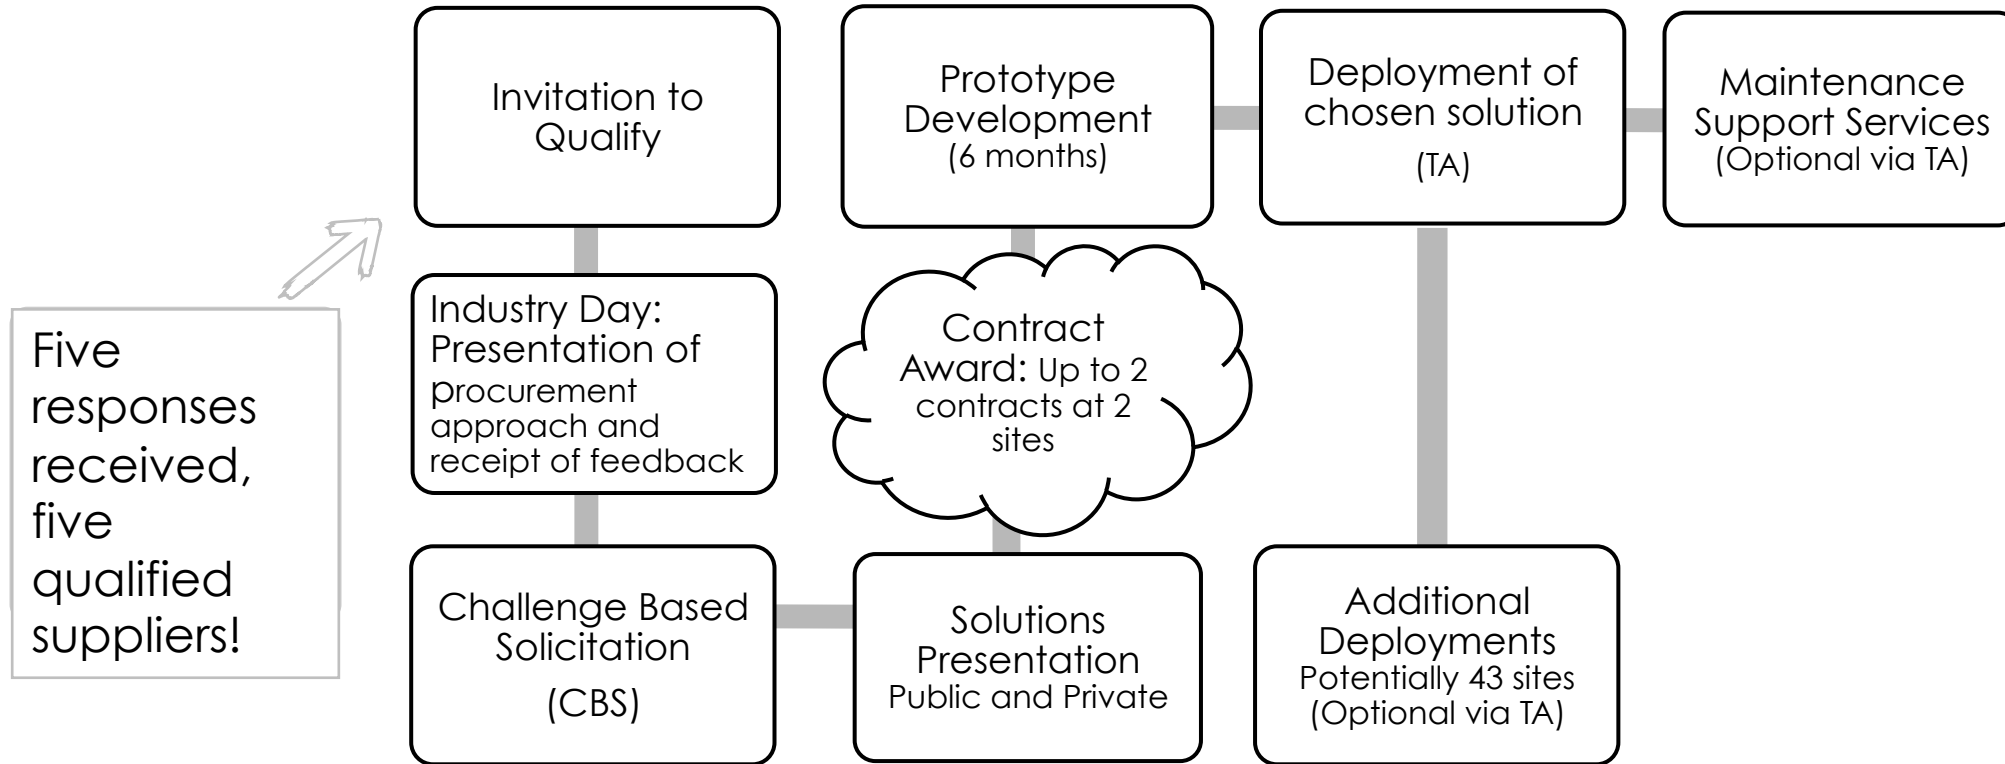 Five
responses
received,
five
qualified
suppliers!
Invitation to
Qualify
Industry Day:
Presentation of
procurement
approach and
receipt of feedback
Challenge Based
Solicitation
(CBS)
Solutions
Presentation
Public and Private
Contract
Award: Up to 2
contracts at 2
sites
Prototype
Development
(6 months)
Deployment of
chosen solution
(TA)
Additional
Deployments
Potentially 43 sites
(Optional via TA)
Maintenance
Support Services
(Optional via TA)